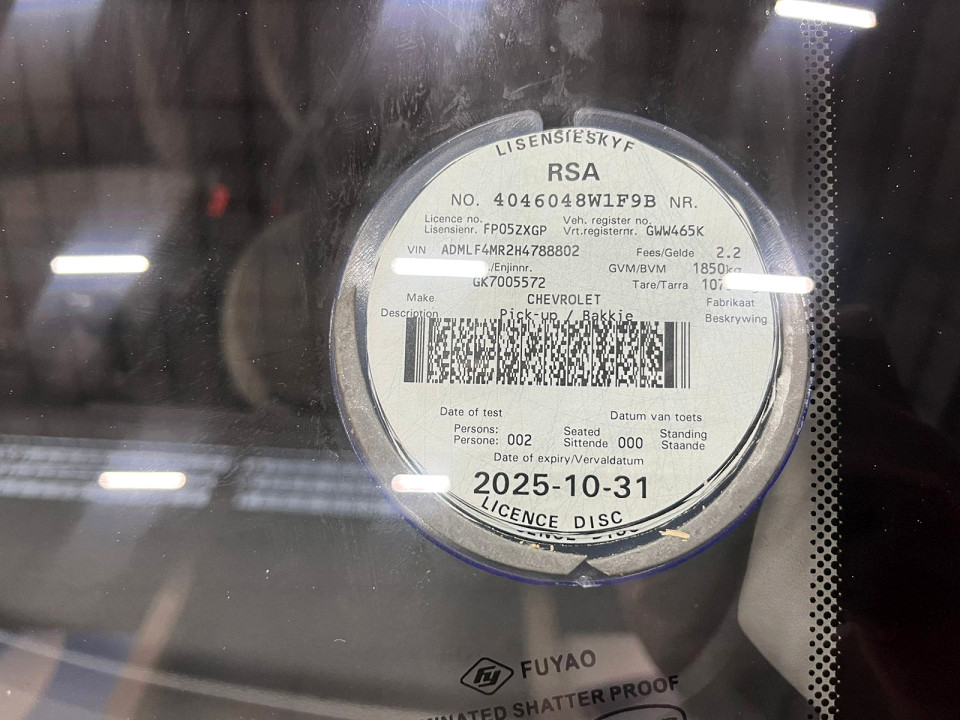 LISENSIESKYF
RSA
NO. 4046048W1F9B NR.
Licence no. Veh. register no.
Lisensienr. FP05ZXGP Vrt.registernr. GWW465K
VIN ADMLF4MR2H4788802 Fees/Gelde 2.2
/Enjinnr. GVM/BVM 1850kg
GK7005572 Tare/Tarra
Make CHEVROLET Fabrikaat
Description Pick-up / Bakkie Beskrywing
Date of test Datum van toets
Persons: Seated Standing
Persone: 002 Sittende 000 Staande
Date of expiry/Vervaldatum
2025-10-31
LICENCE DISC
FY FUYAO
SHATTER PROOF